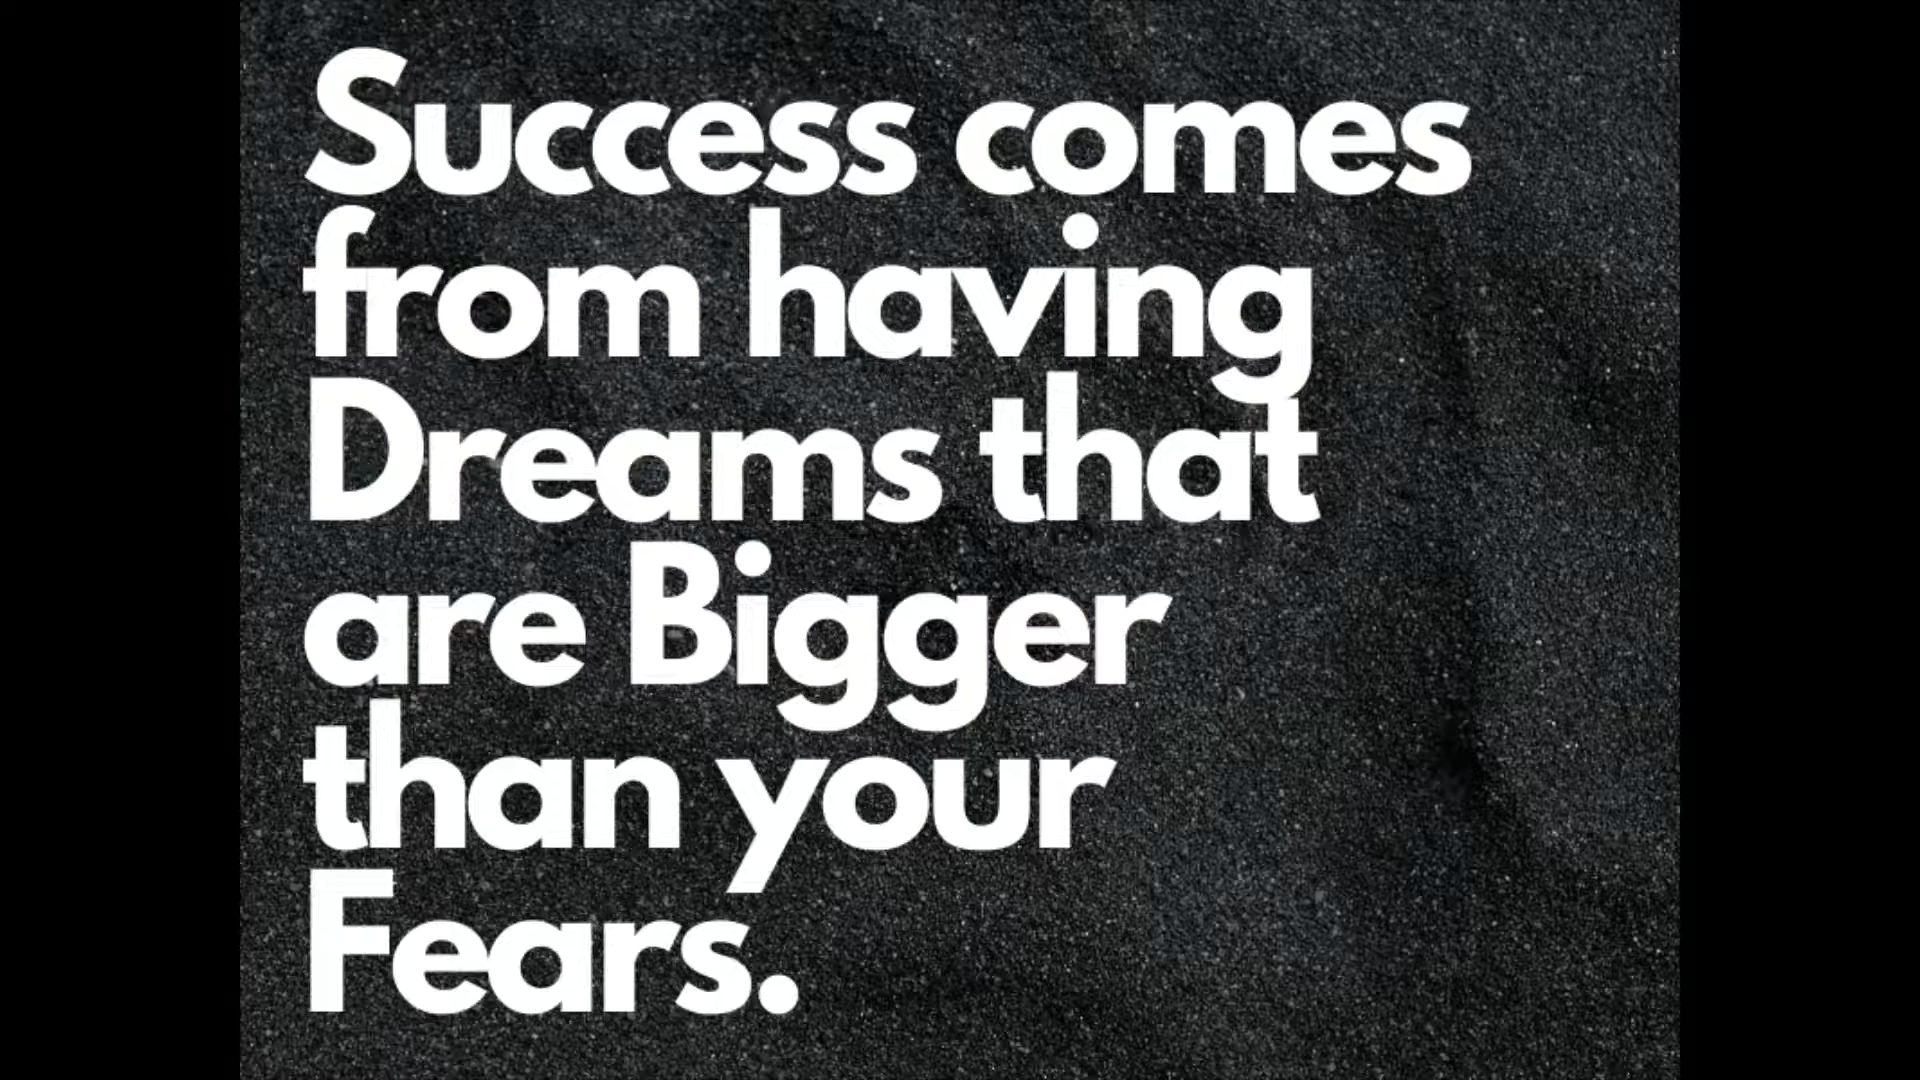 Success comes
from having
Dreams that
are Bigger
than your
Fears.